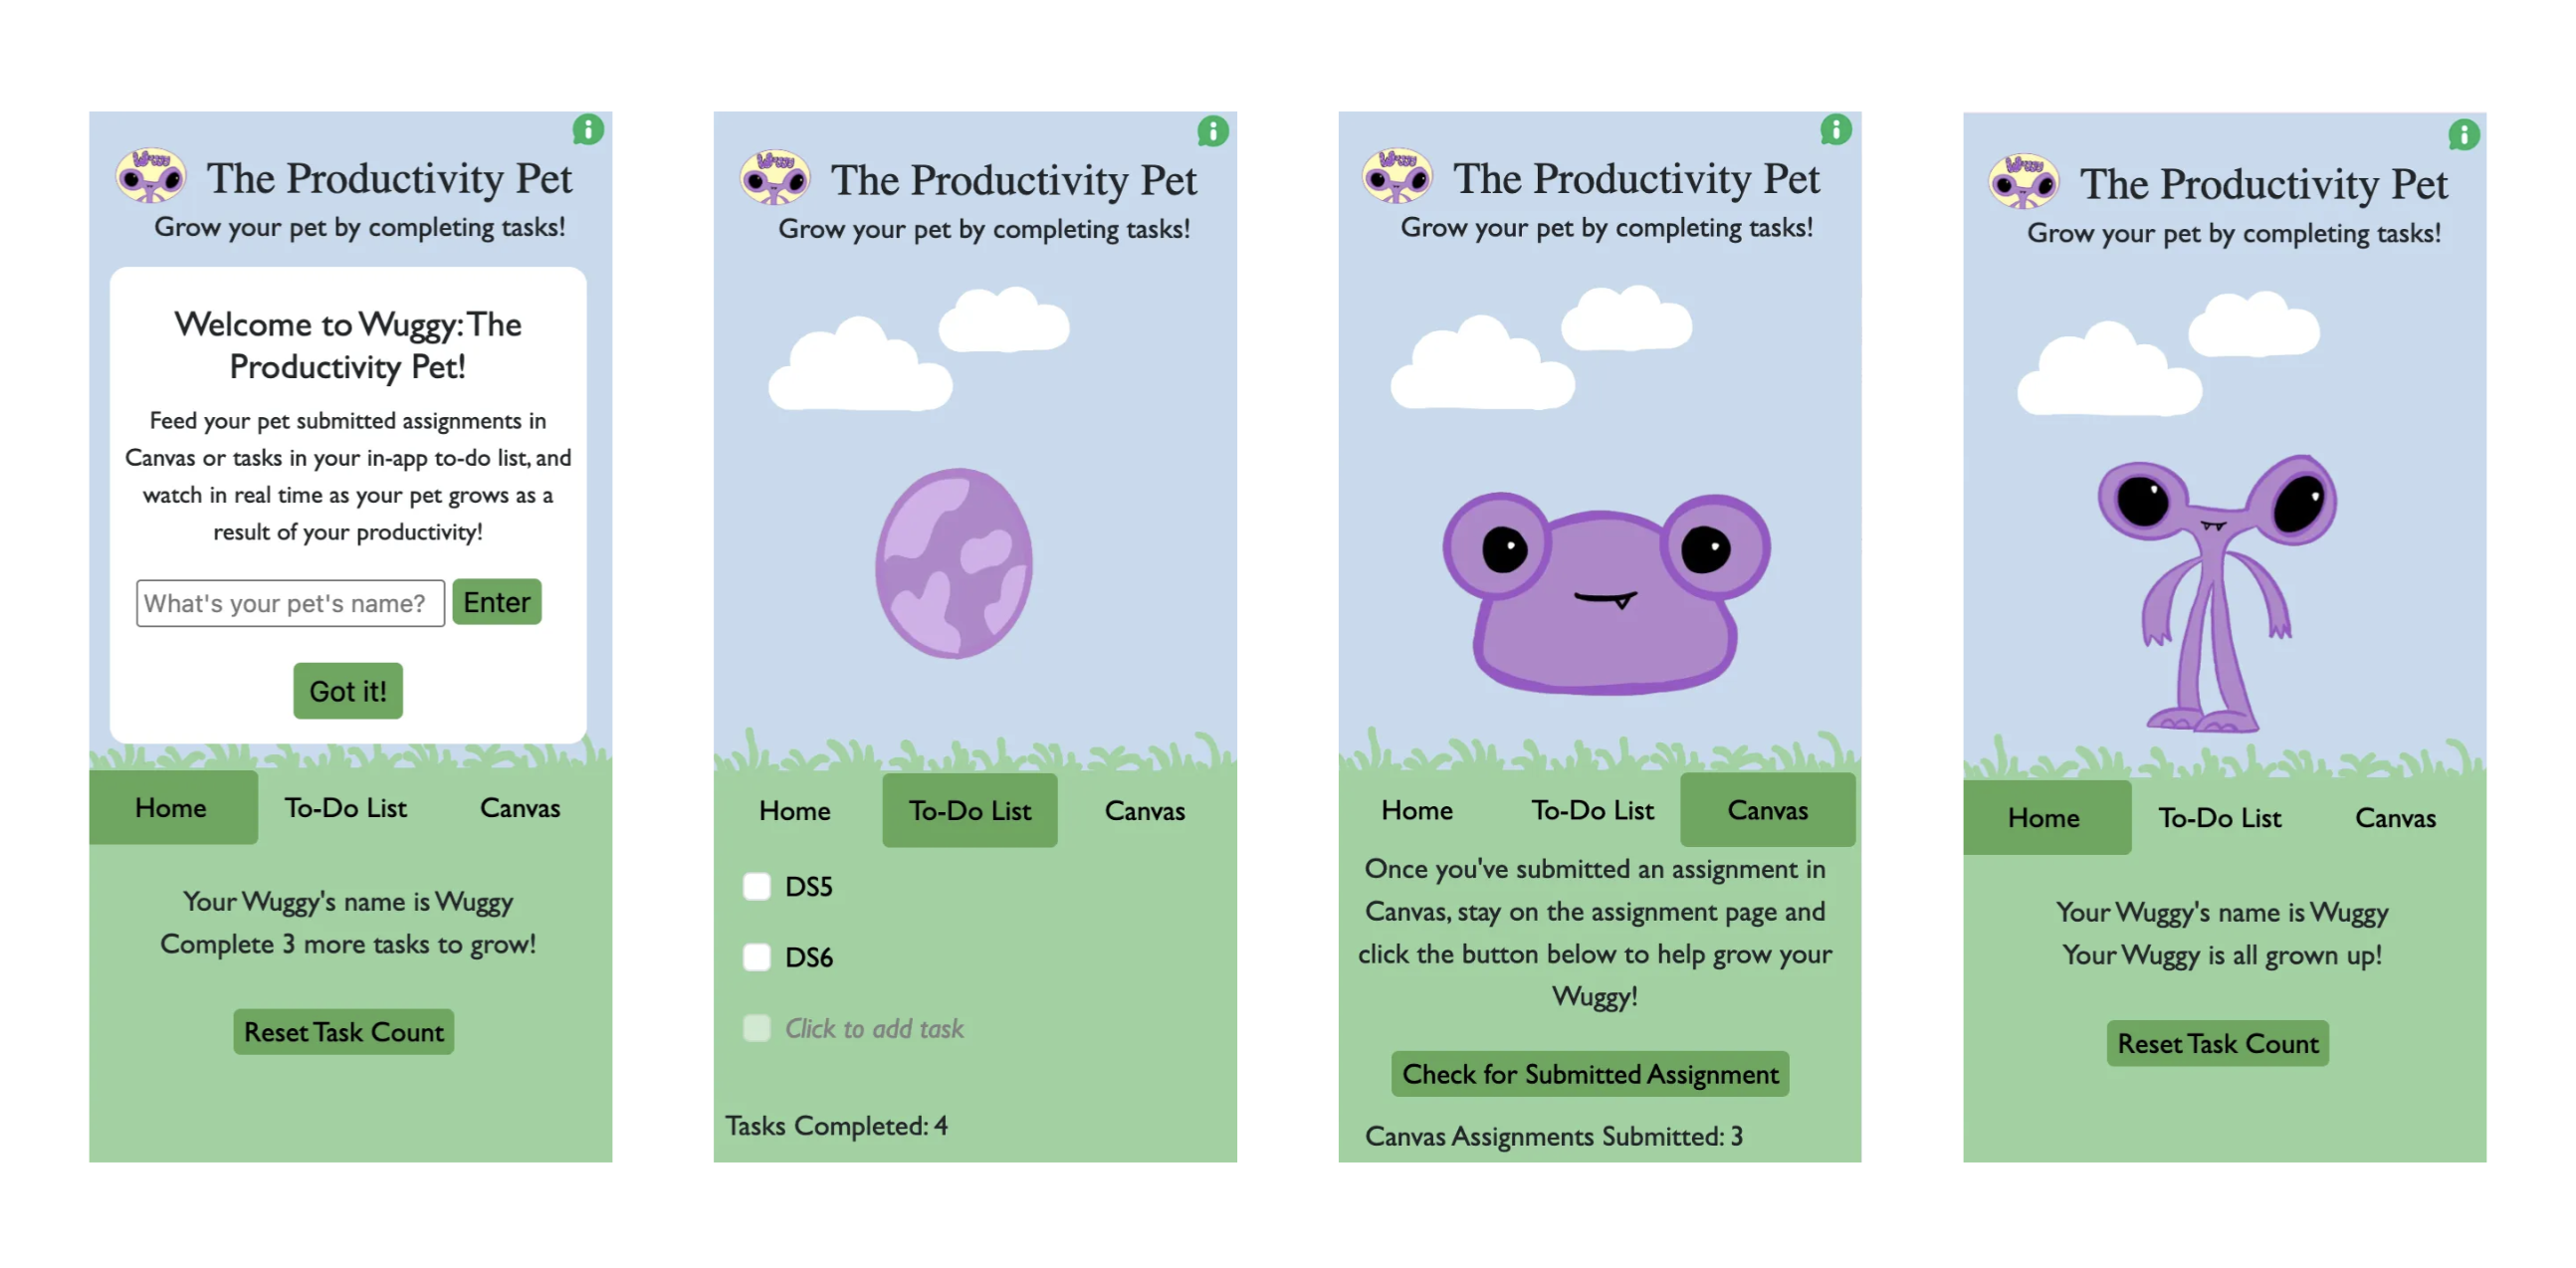 Wuggy
The Productivity Pet
Grow your pet by completing tasks!
Welcome to Wuggy: The
Productivity Pet!
Feed your pet submitted assignments in
Canvas or tasks in your in-app to-do list, and
watch in real time as your pet grows as a
result of your productivity!
What's your pet's name?
Enter
Got it!
Home
To-Do List
Canvas
Your Wuggy's name is Wuggy
Complete 3 more tasks to grow!
Reset Task Count
Wuggy
The Productivity Pet
Grow your pet by completing tasks!
Home
To-Do List
Canvas
DS5
DS6
Click to add task
Tasks Completed: 4
Wuggy
The Productivity Pet
Grow your pet by completing tasks!
Home
To-Do List
Canvas
Once you've submitted an assignment in
Canvas, stay on the assignment page and
click the button below to help grow your
Wuggy!
Check for Submitted Assignment
Canvas Assignments Submitted: 3
Wuggy
The Productivity Pet
Grow your pet by completing tasks!
Home
To-Do List
Canvas
Your Wuggy's name is Wuggy
Your Wuggy is all grown up!
Reset Task Count